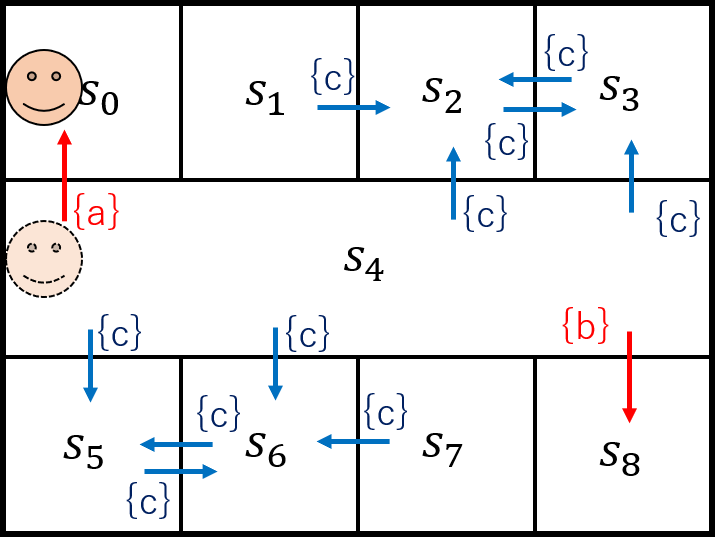 {c}
s₀ s₁ {c} s₂ {c} s₃
{a} {c} {c}
s₄
{c} {c} {b}
s₅ {c} s₆ {c} s₇ s₈
{c}